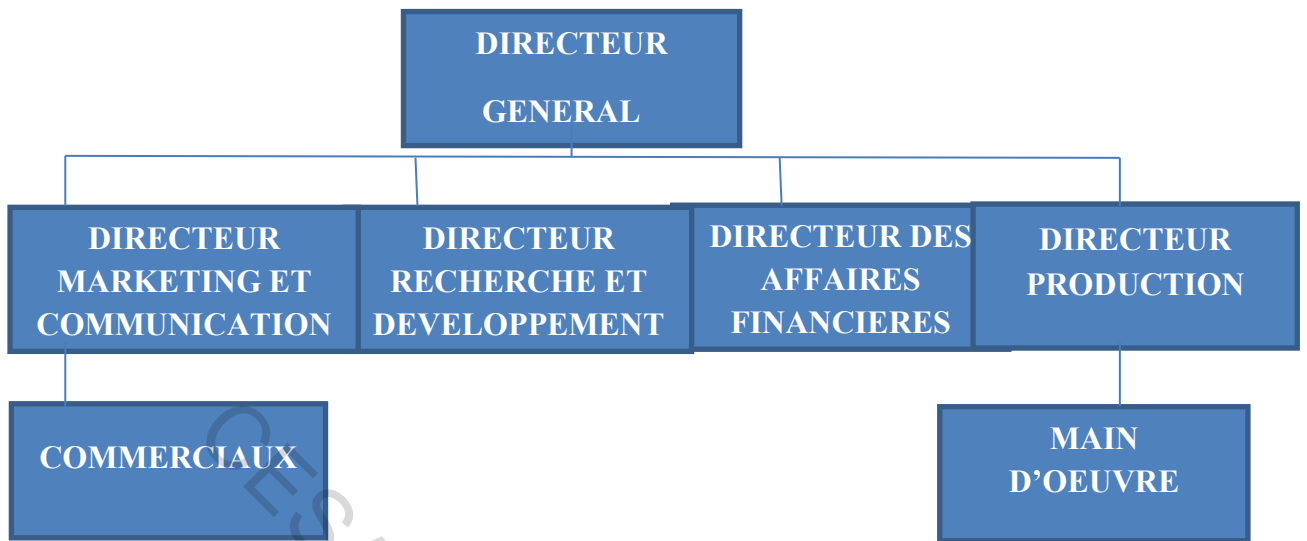 DIRECTEUR
GENERAL
DIRECTEUR
MARKETING ET
COMMUNICATION
DIRECTEUR
RECHERCHE ET
DEVELOPPEMENT
DIRECTEUR DES
AFFAIRES
FINANCIERES
DIRECTEUR
PRODUCTION
COMMERCIAUX
MAIN
D’OEUVRE
CES